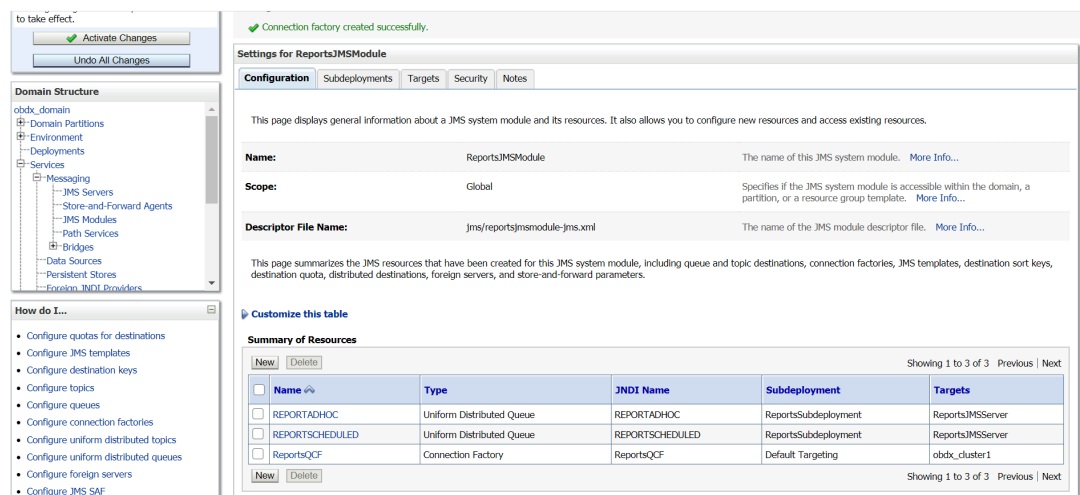 to take effect.
Activate Changes
Undo All Changes
Domain Structure
obdx_domain
Domain Partitions
Environment
Deployments
Services
Messaging
JMS Servers
Store-and-Forward Agents
JMS Modules
Path Services
Bridges
Data Sources
Persistent Stores
Foreign JNDI Providers
How do I...
Configure quotas for destinations
Configure JMS templates
Configure destination keys
Configure topics
Configure queues
Configure connection factories
Configure uniform distributed topics
Configure uniform distributed queues
Configure foreign servers
Configure JMS SAF
Connection factory created successfully.
Settings for ReportsJMSModule
Configuration Subdeployments Targets Security Notes
This page displays general information about a JMS system module and its resources. It also allows you to configure new resources and access existing resources.
Name: ReportsJMSModule The name of this JMS system module. More Info...
Scope: Global Specifies if the JMS system module is accessible within the domain, a
partition, or a resource group template. More Info...
Descriptor File Name: jms/reportsjmsmodule-jms.xml The name of the JMS module descriptor file. More Info...
This page summarizes the JMS resources that have been created for this JMS system module, including queue and topic destinations, connection factories, JMS templates, destination sort keys,
destination quota, distributed destinations, foreign servers, and store-and-forward parameters.
Customize this table
Summary of Resources
New Delete Showing 1 to 3 of 3 Previous | Next
Name Type JNDI Name Subdeployment Targets
REPORTADHOC Uniform Distributed Queue REPORTADHOC ReportsSubdeployment ReportsJMSServer
REPORTSCHEDULED Uniform Distributed Queue REPORTSCHEDULED ReportsSubdeployment ReportsJMSServer
ReportsQCF Connection Factory ReportsQCF Default Targeting obdx_cluster1
New Delete Showing 1 to 3 of 3 Previous | Next